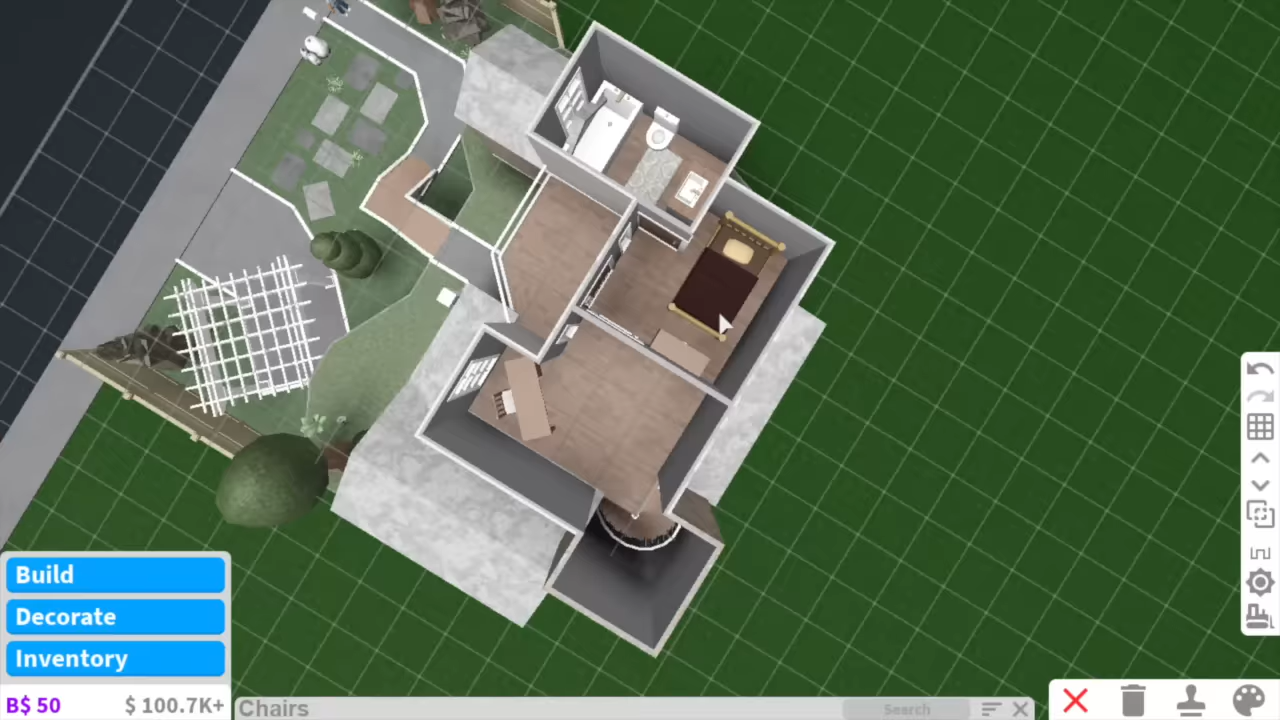 Build
Decorate
Inventory
B$ 50 $ 100.7K+
Chairs Search